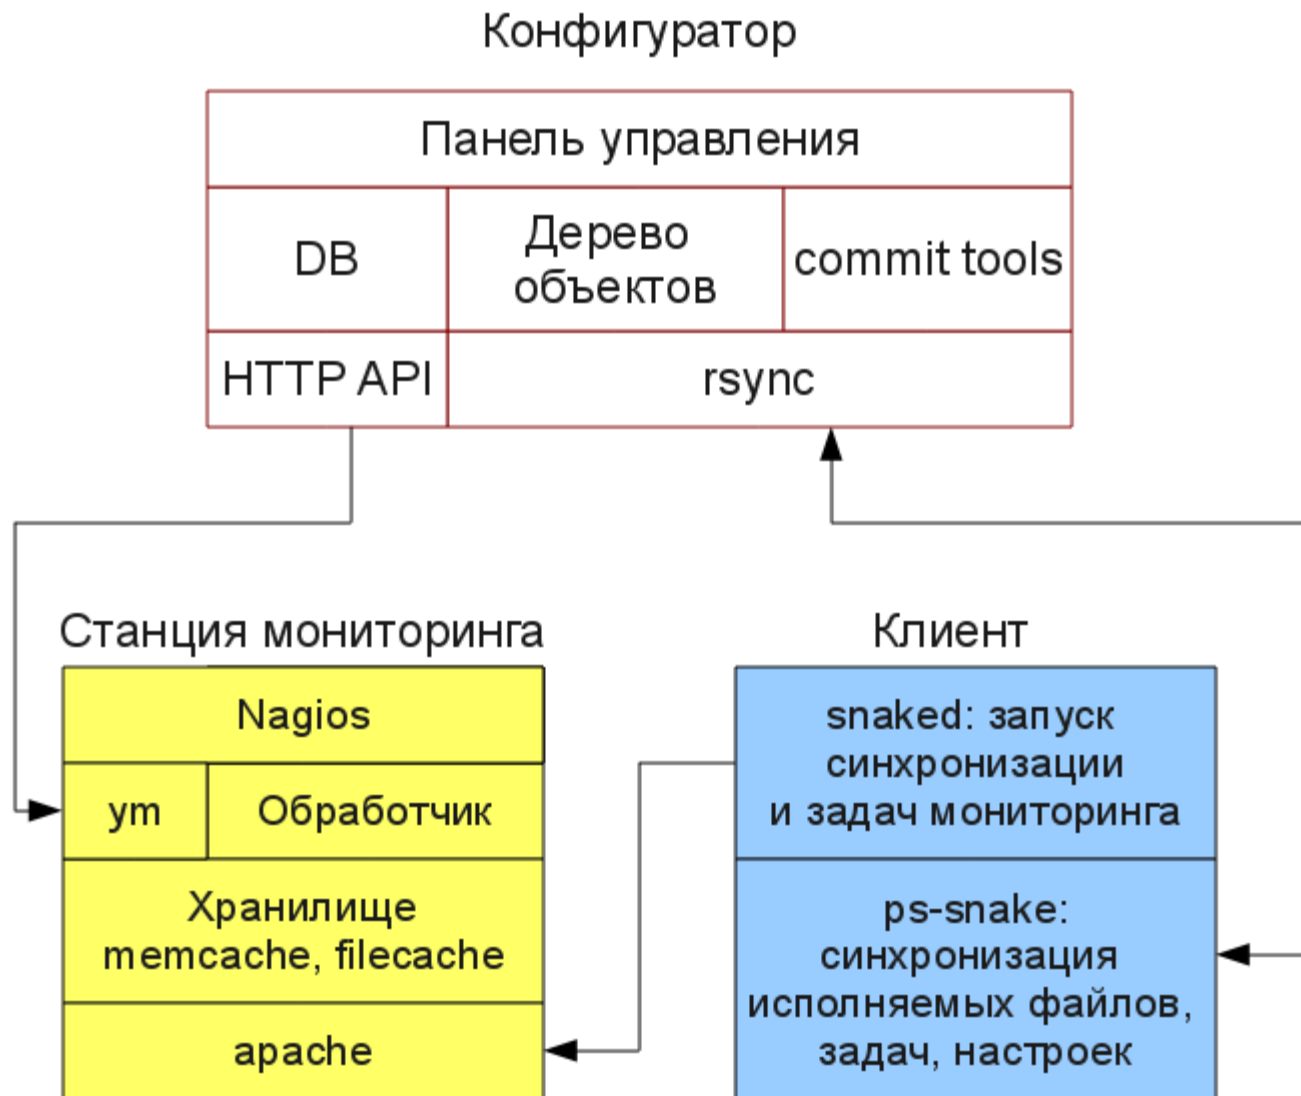 Конфигуратор
Панель управления
DB
Дерево
объектов
commit tools
HTTP API
rsync
Станция мониторинга
Nagios
ym
Обработчик
Хранилище
memcache, filecache
apache
Клиент
snaked: запуск
синхронизации
и задач мониторинга
ps-snake:
синхронизация
исполняемых файлов,
задач, настроек